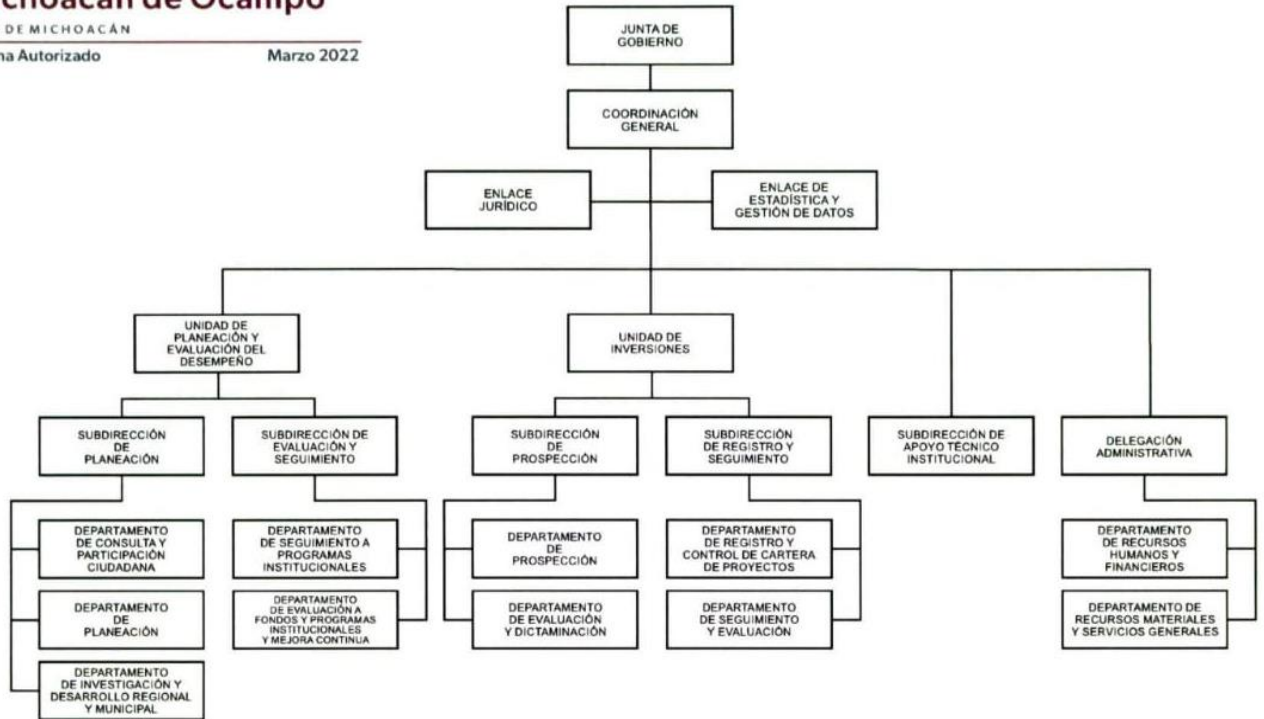 de Ocampo
DE MICHOACÁN
Autorizado Marzo 2022
JUNTA DE
GOBIERNO
COORDINACIÓN
GENERAL
ENLACE
JURÍDICO
ENLACE DE
ESTADÍSTICA Y
GESTIÓN DE DATOS
UNIDAD DE
PLANEACIÓN Y
EVALUACIÓN DEL
DESEMPEÑO
UNIDAD DE
INVERSIONES
SUBDIRECCIÓN
DE
PLANEACIÓN
SUBDIRECCIÓN DE
EVALUACIÓN Y
SEGUIMIENTO
SUBDIRECCIÓN
DE
PROSPECCIÓN
SUBDIRECCIÓN
DE REGISTRO Y
SEGUIMIENTO
SUBDIRECCIÓN DE
APOYO TÉCNICO
INSTITUCIONAL
DELEGACIÓN
ADMINISTRATIVA
DEPARTAMENTO
DE CONSULTA Y
PARTICIPACIÓN
CIUDADANA
DEPARTAMENTO
DE SEGUIMIENTO A
PROGRAMAS
INSTITUCIONALES
DEPARTAMENTO
DE
PROSPECCIÓN
DEPARTAMENTO
DE REGISTRO Y
CONTROL DE CARTERA
DE PROYECTOS
DEPARTAMENTO
DE RECURSOS
HUMANOS Y
FINANCIEROS
DEPARTAMENTO
DE
PLANEACIÓN
DEPARTAMENTO
DE EVALUACIÓN A
FONDOS Y PROGRAMAS
INSTITUCIONALES
Y MEJORA CONTINUA
DEPARTAMENTO
DE EVALUACIÓN
Y DICTAMINACIÓN
DEPARTAMENTO
DE SEGUIMIENTO
Y EVALUACIÓN
DEPARTAMENTO DE
RECURSOS MATERIALES
Y SERVICIOS GENERALES
DEPARTAMENTO
DE INVESTIGACIÓN Y
DESARROLLO REGIONAL
Y MUNICIPAL